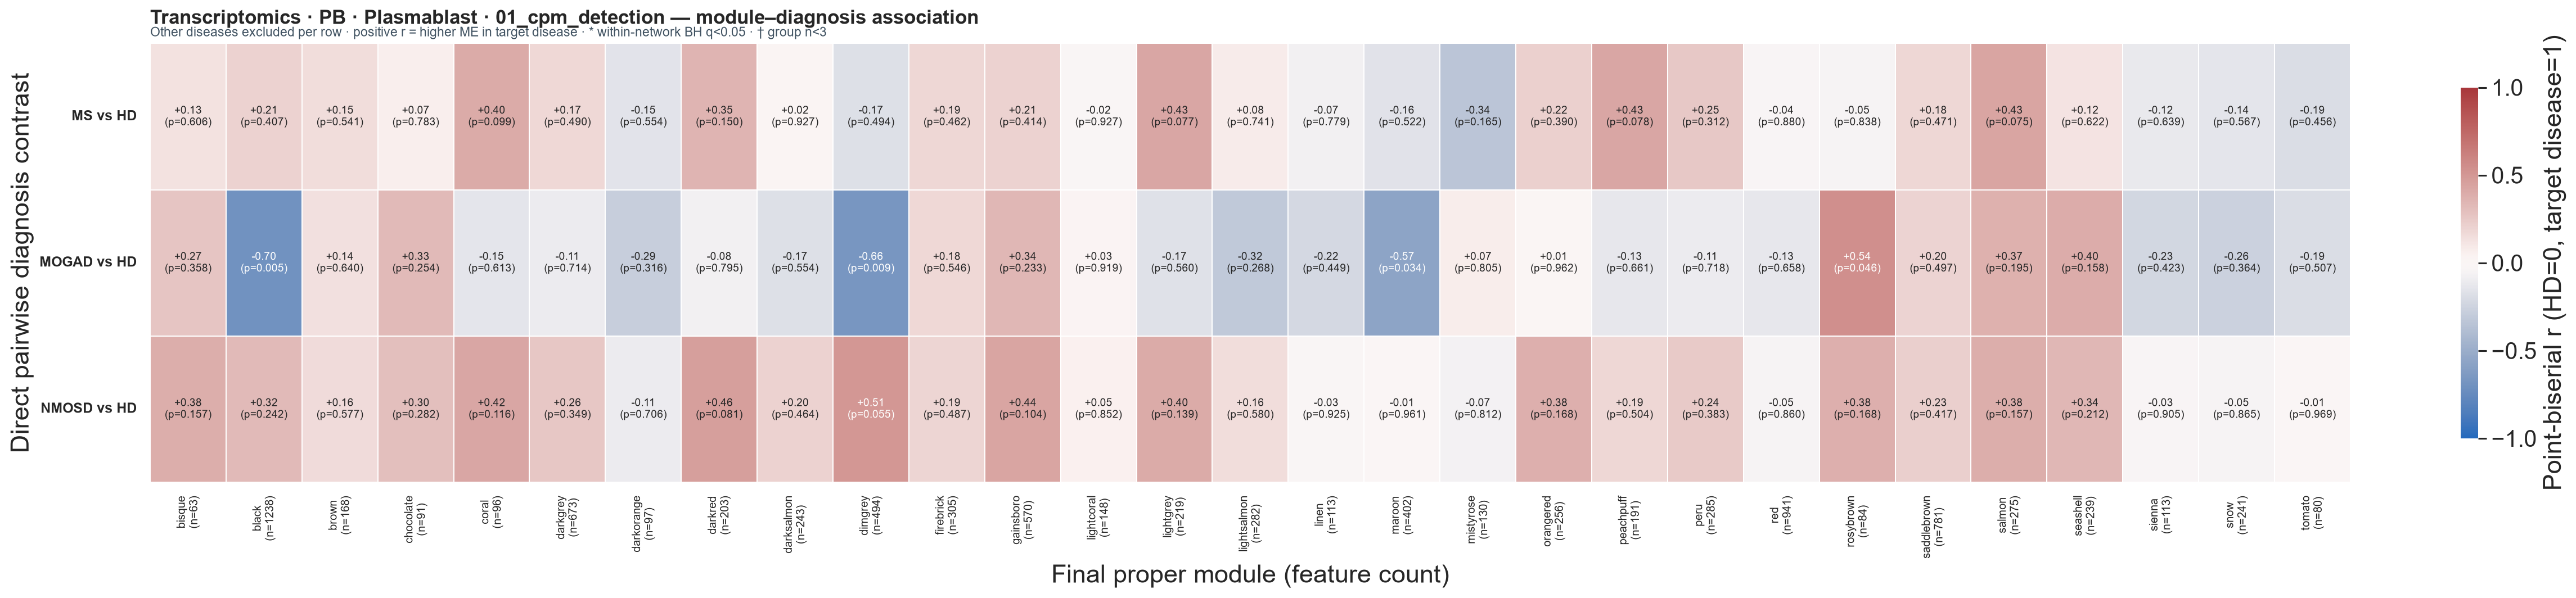 Transcriptomics · PB · Plasmablast · 01_cpm_detection — module–diagnosis association
Other diseases excluded per row · positive r = higher ME in target disease · * within-network BH q<0.05 · † group n<3
Direct pairwise diagnosis contrast
MS vs HD
+0.13 +0.21 +0.15 +0.07 +0.40 +0.17 -0.15 +0.35 +0.02 -0.17 +0.19 +0.21 -0.02 +0.43 +0.08 -0.07 -0.16 -0.34 +0.22 +0.43 +0.25 -0.04 -0.05 +0.18 +0.43 +0.12 -0.12 -0.14 -0.19
(p=0.606) (p=0.407) (p=0.541) (p=0.783) (p=0.099) (p=0.490) (p=0.554) (p=0.150) (p=0.927) (p=0.494) (p=0.462) (p=0.414) (p=0.927) (p=0.077) (p=0.741) (p=0.779) (p=0.522) (p=0.165) (p=0.390) (p=0.078) (p=0.312) (p=0.880) (p=0.838) (p=0.471) (p=0.075) (p=0.622) (p=0.639) (p=0.567) (p=0.456)
MOGAD vs HD
+0.27 -0.70 +0.14 +0.33 -0.15 -0.11 -0.29 -0.08 -0.17 -0.66 +0.18 +0.34 +0.03 -0.17 -0.32 -0.22 -0.57 +0.07 +0.01 -0.13 -0.11 -0.13 +0.54 +0.20 +0.37 +0.40 -0.23 -0.26 -0.19
(p=0.358) (p=0.005) (p=0.640) (p=0.254) (p=0.613) (p=0.714) (p=0.316) (p=0.795) (p=0.554) (p=0.009) (p=0.546) (p=0.233) (p=0.919) (p=0.560) (p=0.268) (p=0.449) (p=0.034) (p=0.805) (p=0.962) (p=0.661) (p=0.718) (p=0.658) (p=0.046) (p=0.497) (p=0.195) (p=0.158) (p=0.423) (p=0.364) (p=0.507)
NMOSD vs HD
+0.38 +0.32 +0.16 +0.30 +0.42 +0.26 -0.11 +0.46 +0.20 +0.51 +0.19 +0.44 +0.05 +0.40 +0.16 -0.03 -0.01 -0.07 +0.38 +0.19 +0.24 -0.05 +0.38 +0.23 +0.38 +0.34 -0.03 -0.05 -0.01
(p=0.157) (p=0.242) (p=0.577) (p=0.282) (p=0.116) (p=0.349) (p=0.706) (p=0.081) (p=0.464) (p=0.055) (p=0.487) (p=0.104) (p=0.852) (p=0.139) (p=0.580) (p=0.925) (p=0.961) (p=0.812) (p=0.168) (p=0.504) (p=0.383) (p=0.860) (p=0.168) (p=0.417) (p=0.157) (p=0.212) (p=0.905) (p=0.865) (p=0.969)
bisque
(n=63)
black
(n=1238)
brown
(n=168)
chocolate
(n=91)
coral
(n=96)
darkgrey
(n=673)
darkorange
(n=97)
darkred
(n=203)
darksalmon
(n=243)
dimgrey
(n=494)
firebrick
(n=305)
gainsboro
(n=570)
lightcoral
(n=148)
lightgrey
(n=219)
lightsalmon
(n=282)
linen
(n=113)
maroon
(n=402)
mistyrose
(n=130)
orangered
(n=256)
peachpuff
(n=191)
peru
(n=285)
red
(n=941)
rosybrown
(n=84)
saddlebrown
(n=781)
salmon
(n=275)
seashell
(n=239)
sienna
(n=113)
snow
(n=241)
tomato
(n=80)
Final proper module (feature count)
1.0
0.5
0.0
−0.5
−1.0
Point-biserial r (HD=0, target disease=1)